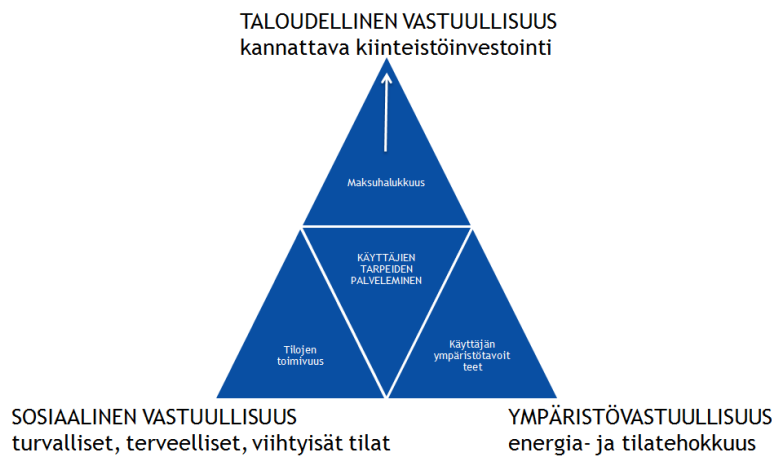 TALOUDELLINEN VASTUULLISUUS
kannattava kiinteistöinvestointi
Maksuhalukkuus
KÄYTTÄJIEN
TARPEIDEN
PALVELEMINEN
Tilojen
toimivuus
Käyttäjän
ympäristötavoit
teet
SOSIAALINEN VASTUULLISUUS
turvalliset, terveelliset, viihtyisät tilat
YMPÄRISTÖVASTUULLISUUS
energia- ja tilatehokkuus